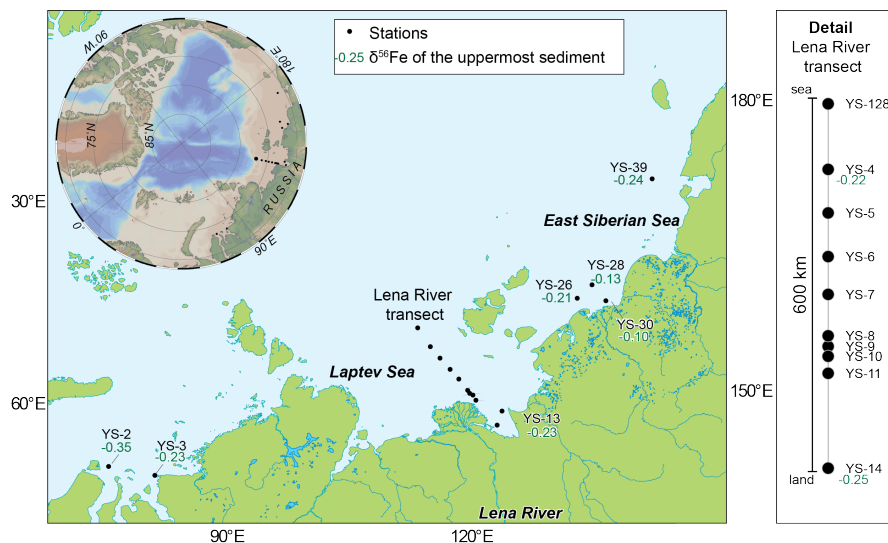 90°W
180°E
75°N
85°N
RUSSIA
0°
90°E
Stations
-0.25 δ⁵⁶Fe of the uppermost sediment
180°E
30°E
YS-39
-0.24
East Siberian Sea
YS-28
-0.13
YS-26
-0.21
Lena River
transect
YS-30
-0.10
Laptev Sea
150°E
60°E
YS-13
-0.23
YS-2
-0.35
YS-3
-0.23
Lena River
90°E
120°E
Detail
Lena River
transect
sea
YS-128
YS-4
-0.22
YS-5
YS-6
600 km
YS-7
YS-8
YS-9
YS-10
YS-11
YS-14
land
-0.25